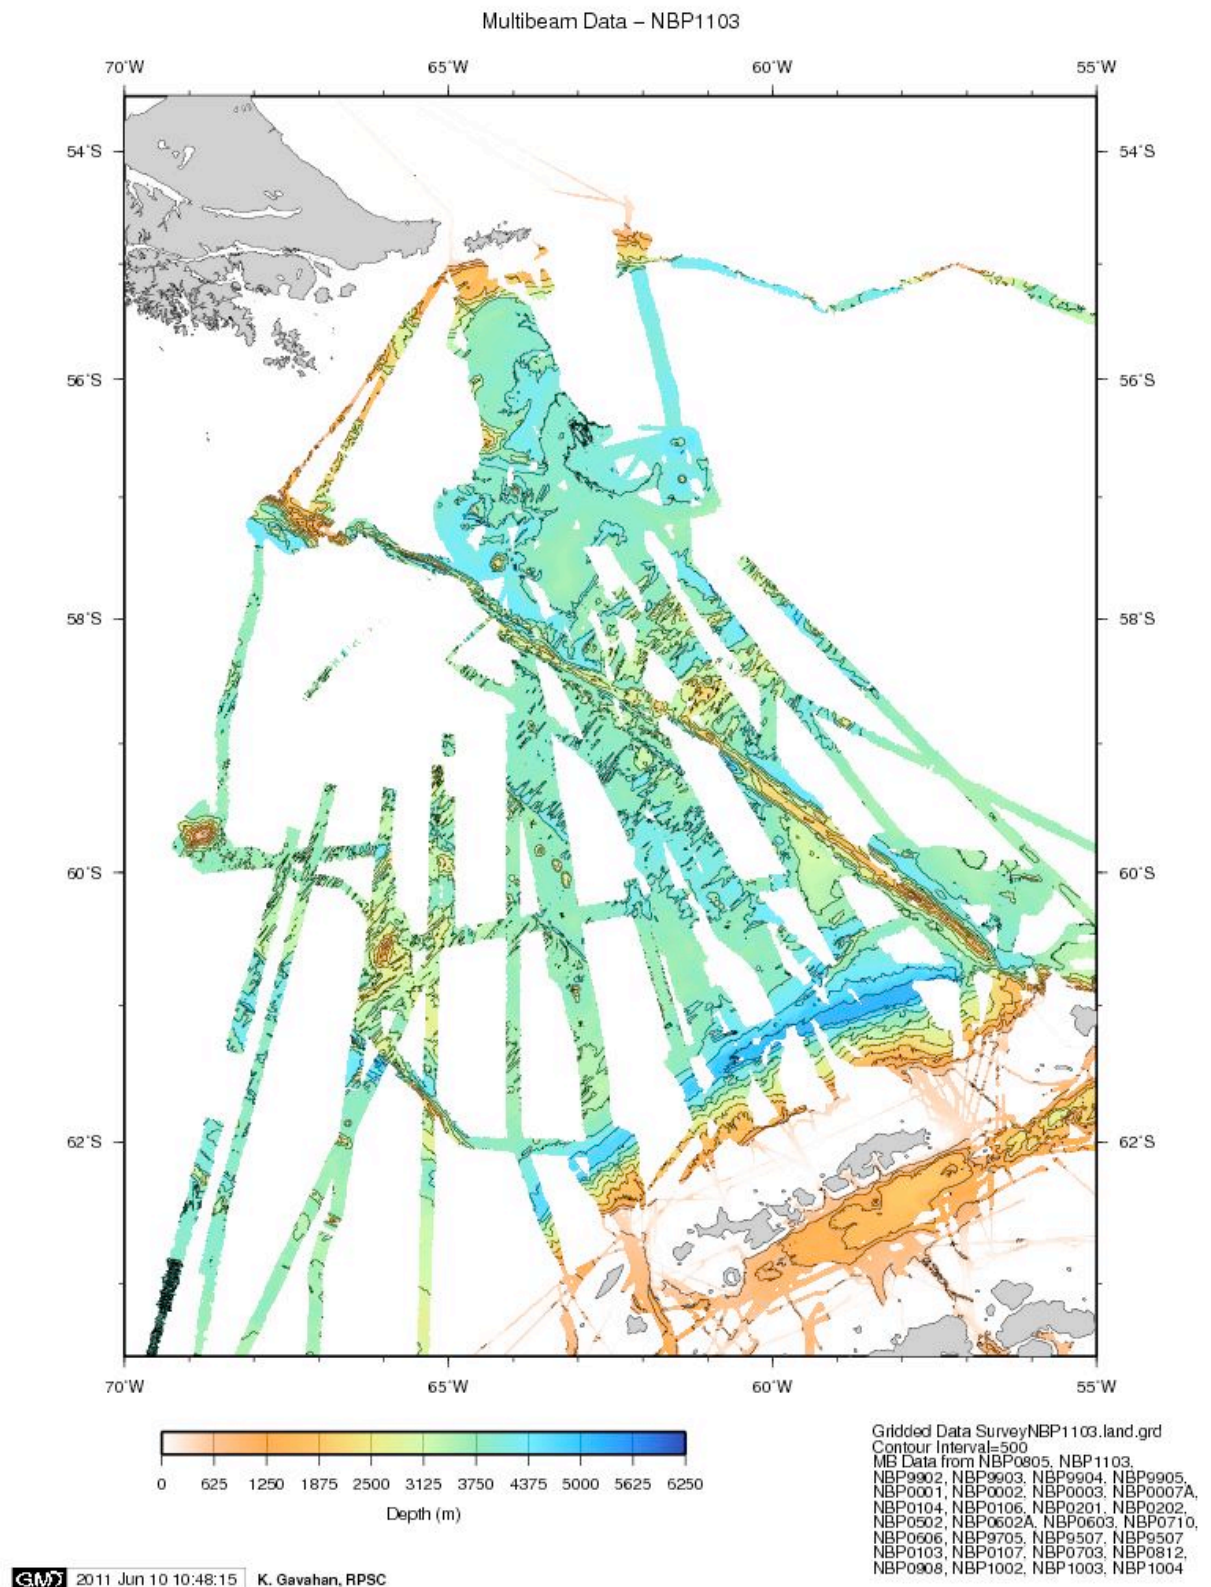 Multibeam Data – NBP1103
70˚W 65˚W 60˚W 55˚W
54˚S 54˚S
56˚S 56˚S
58˚S 58˚S
60˚S 60˚S
62˚S 62˚S
70˚W 65˚W 60˚W 55˚W
0 625 1250 1875 2500 3125 3750 4375 5000 5625 6250
Depth (m)
Gridded Data SurveyNBP1103.land.grd
Contour Interval=500
MB Data from NBP0805, NBP1103,
NBP9902, NBP9903, NBP9904, NBP9905,
NBP0001, NBP0002, NBP0003, NBP0007A,
NBP0104, NBP0106, NBP0201, NBP0202,
NBP0502, NBP0602A, NBP0603, NBP0710,
NBP0606, NBP9705, NBP9507, NBP9507
NBP0103, NBP0107, NBP0703, NBP0812,
NBP0908, NBP1002, NBP1003, NBP1004
GMT 2011 Jun 10 10:48:15 K. Gavahan, RPSC